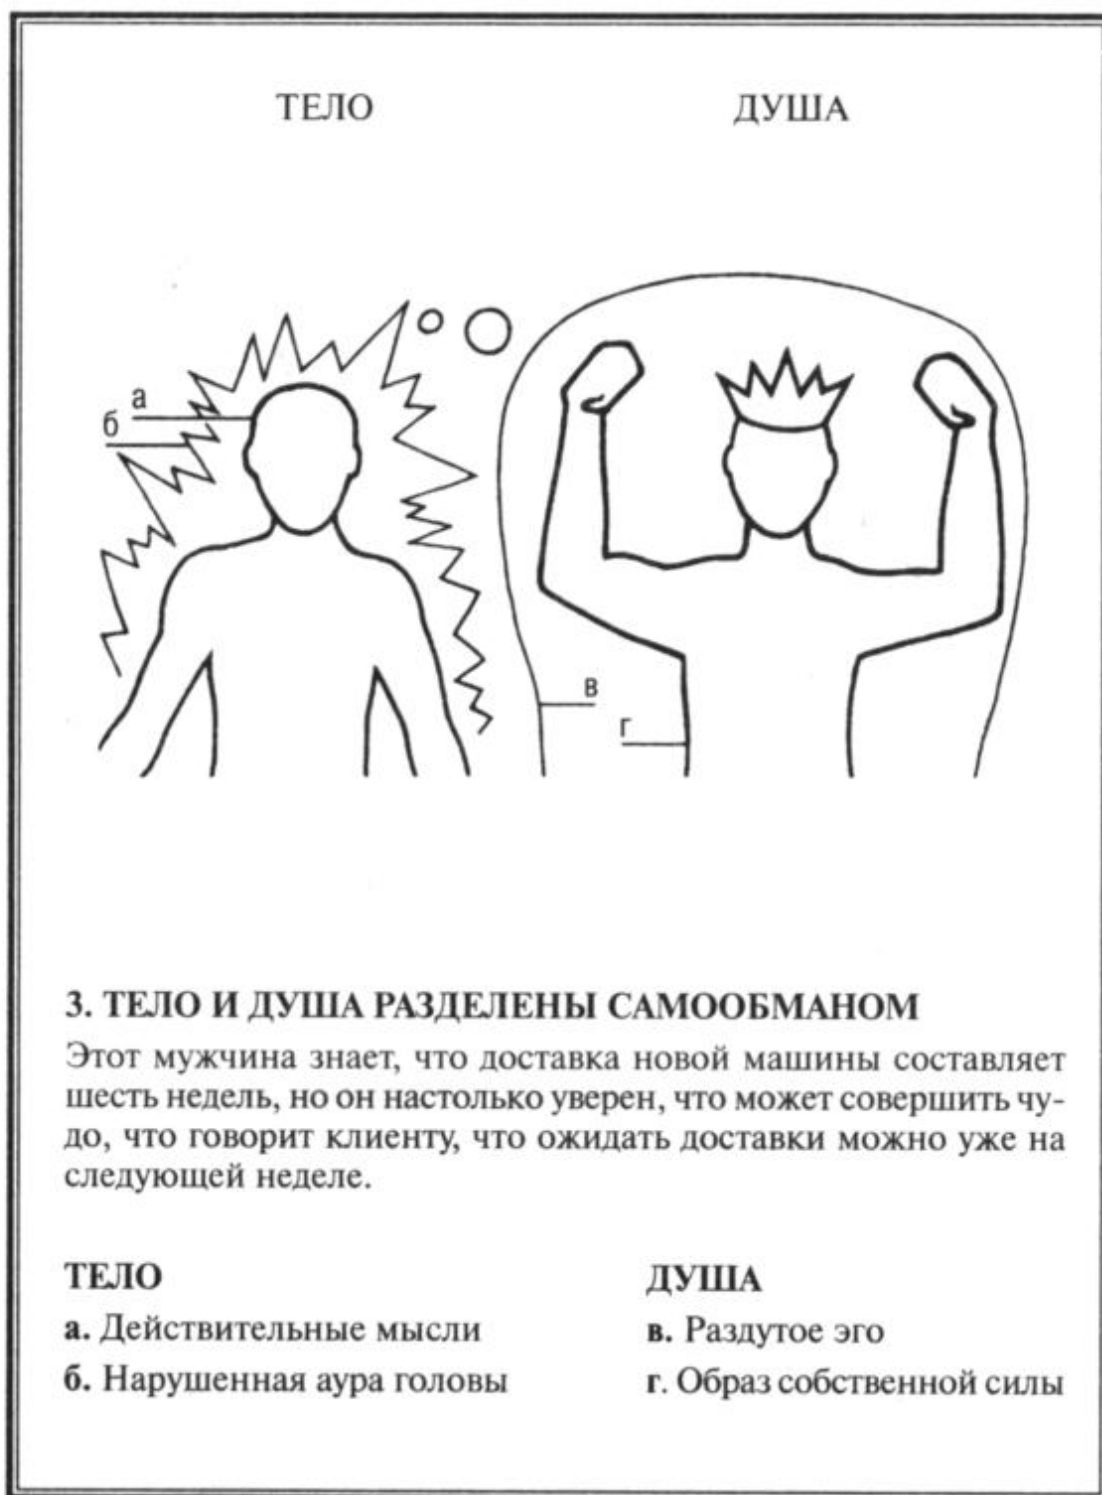 ТЕЛО ДУША
а
б
в
г
3. ТЕЛО И ДУША РАЗДЕЛЕНЫ САМООБМАНОМ
Этот мужчина знает, что доставка новой машины составляет
шесть недель, но он настолько уверен, что может совершить чу-
до, что говорит клиенту, что ожидать доставки можно уже на
следующей неделе.
ТЕЛО
а. Действительные мысли
б. Нарушенная аура головы
ДУША
в. Раздутое эго
г. Образ собственной силы